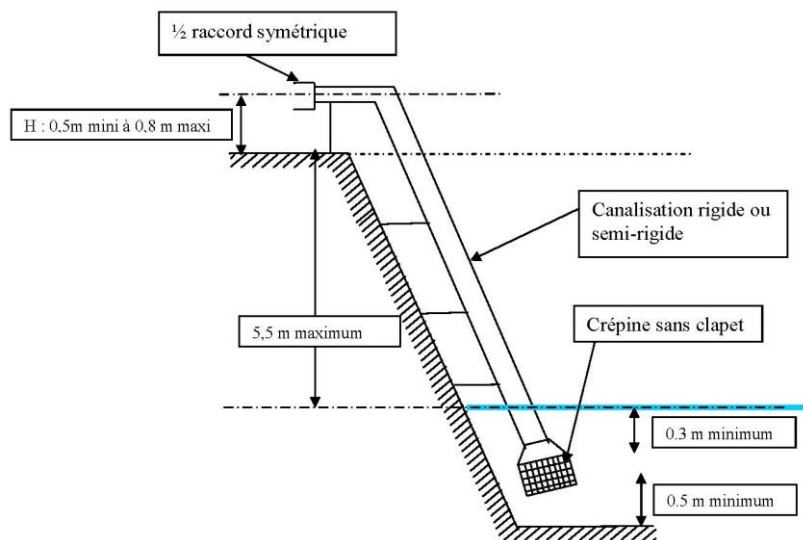 ½ raccord symétrique
H : 0,5m mini à 0,8 m maxi
Canalisation rigide ou
semi-rigide
5,5 m maximum
Crépine sans clapet
0.3 m minimum
0.5 m minimum